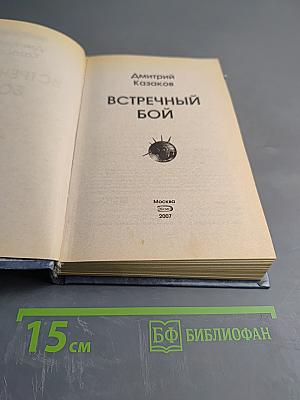 Дмитрий
Казаков
ВСТРЕЧНЫЙ
БОЙ
Москва
2007
15 см
БФ БИБЛИОФАН